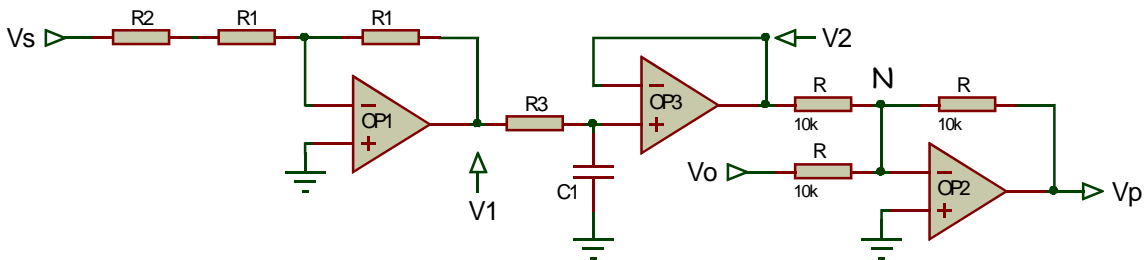 R2 R1 R1
Vs
V2
R N R
OP1
R3
OP3
10k 10k
Vo
R
C1
10k
OP2
V1
Vp